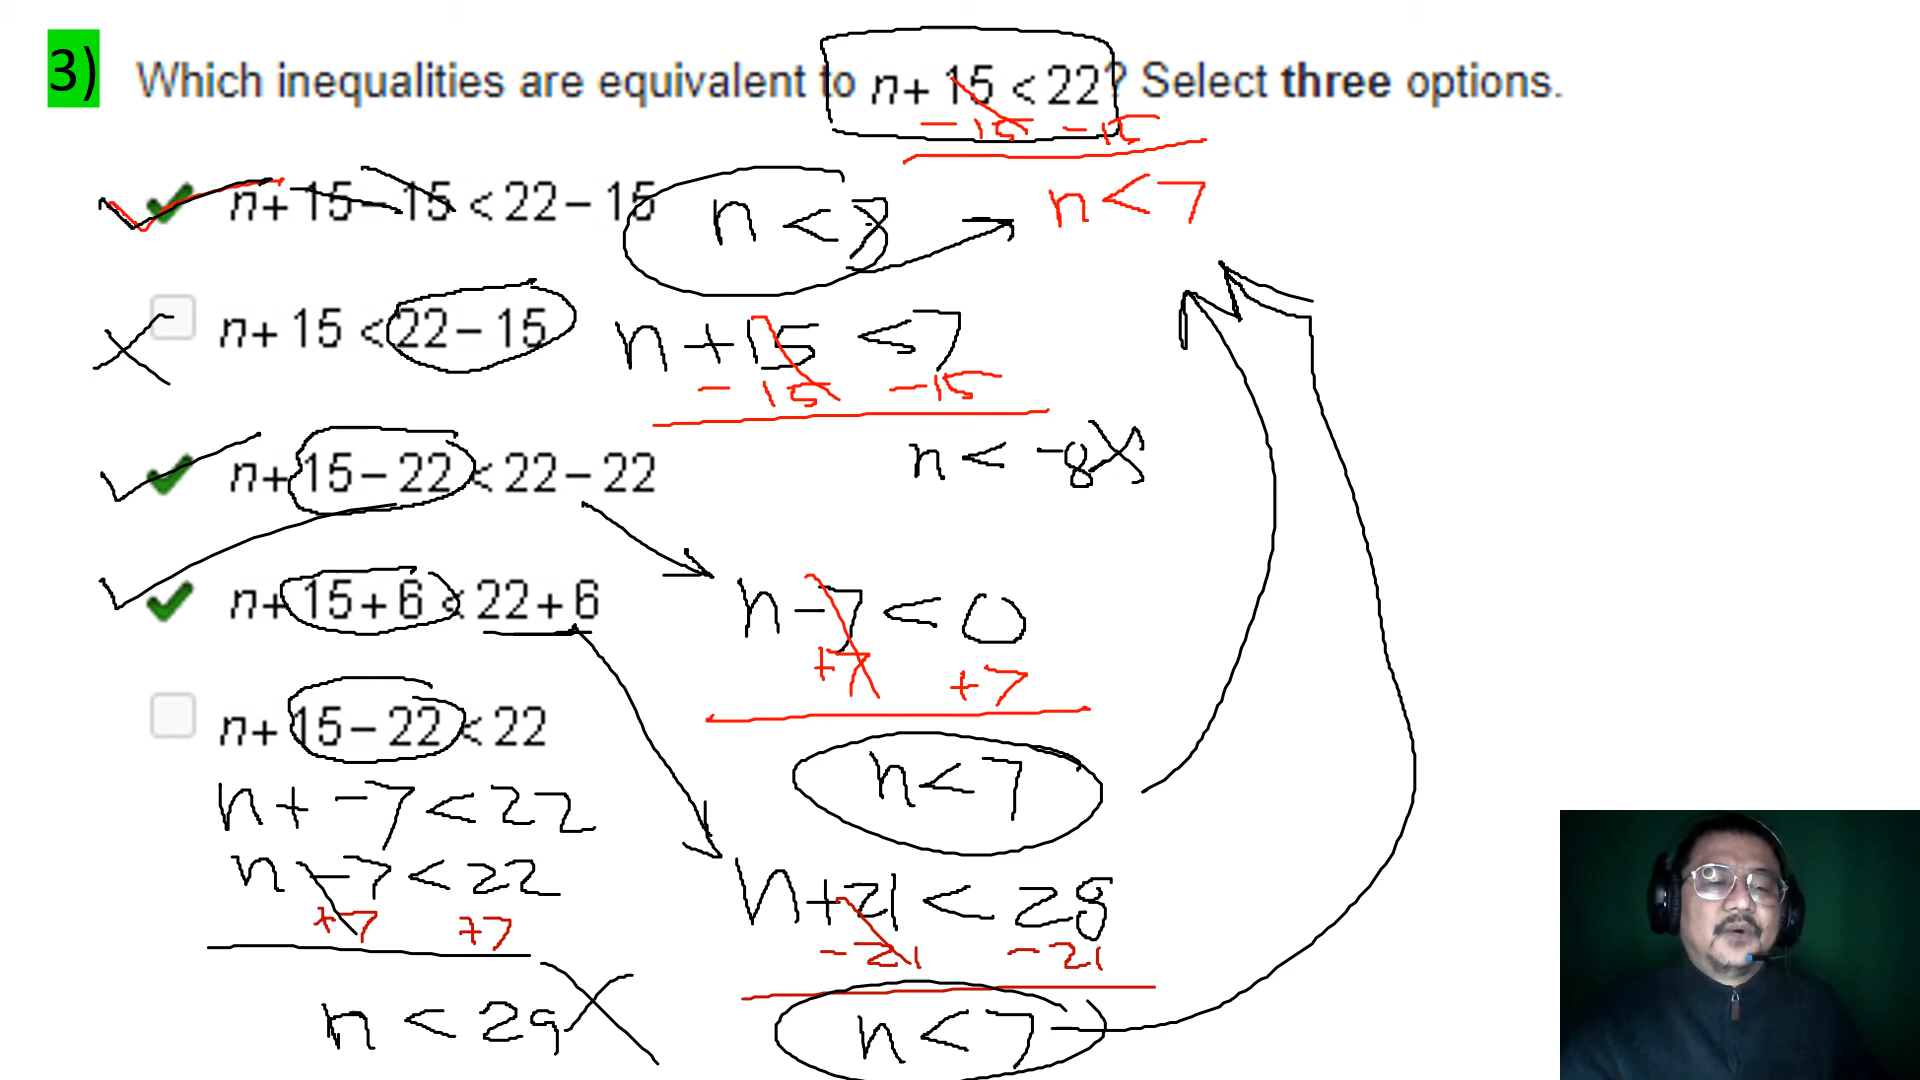 3) Which inequalities are equivalent to n + 15 < 22? Select three options.
- 15 - 15
n < 7
n + 15 - 15 < 22 - 15
n < 7
n + 15 < 22 - 15
n + 15 < 7
- 15 - 15
n < -8 X
n + 15 - 22 < 22 - 22
n - 7 < 0
+7 +7
n < 7
n + 15 + 6 < 22 + 6
n + 21 < 28
- 21 - 21
n < 7
n + 15 - 22 < 22
n + -7 < 22
n - 7 < 22
+7 +7
n < 29 X